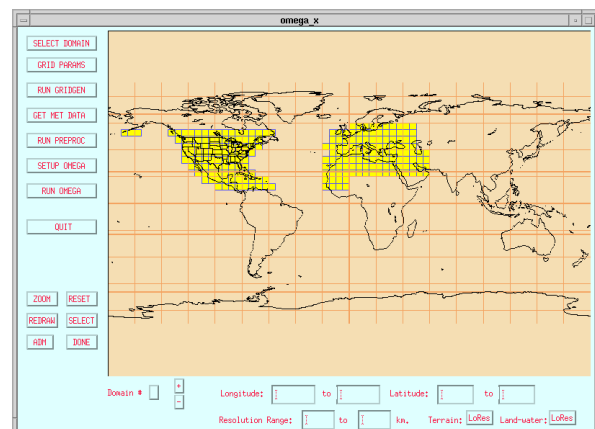 omega_x
SELECT DOMAIN
GRID PARAMS
RUN GRIDGEN
GET MET DATA
RUN PREPROC
SETUP OMEGA
RUN OMEGA
QUIT
ZOOM RESET
REDRAW SELECT
ADM DONE
Domain # + -
Longitude: to Latitude: to
Resolution Range: to km. Terrain: LoRes Land-water: LoRes